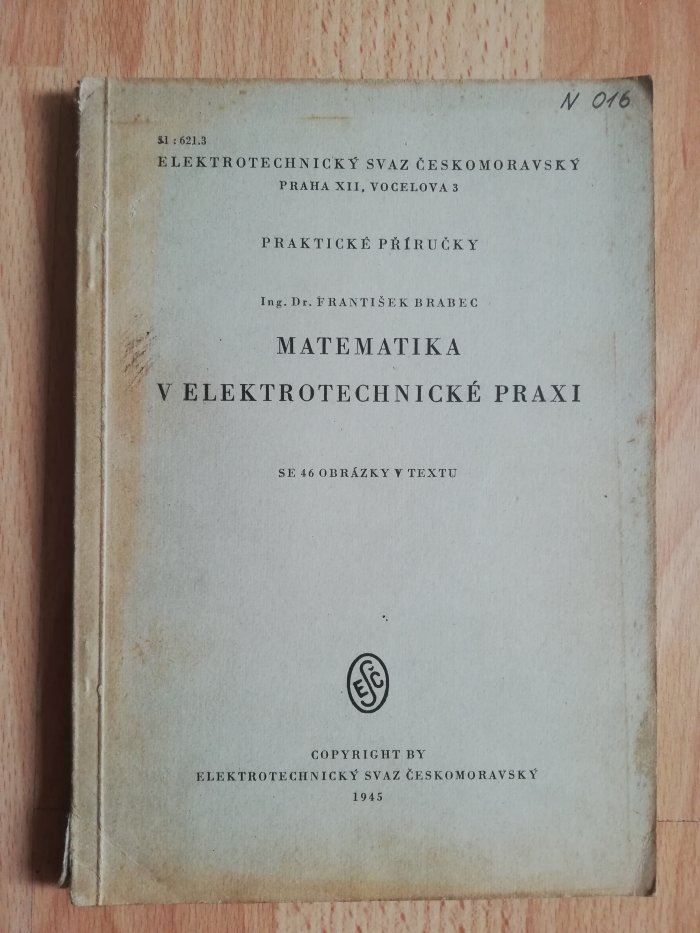 N 016
51 : 621.3
ELEKTROTECHNICKÝ SVAZ ČESKOMORAVSKÝ
PRAHA XII, VOCELOVA 3
PRAKTICKÉ PŘÍRUČKY
Ing. Dr. FRANTIŠEK BRABEC
MATEMATIKA
V ELEKTROTECHNICKÉ PRAXI
SE 46 OBRÁZKY V TEXTU
ESČ
COPYRIGHT BY
ELEKTROTECHNICKÝ SVAZ ČESKOMORAVSKÝ
1945